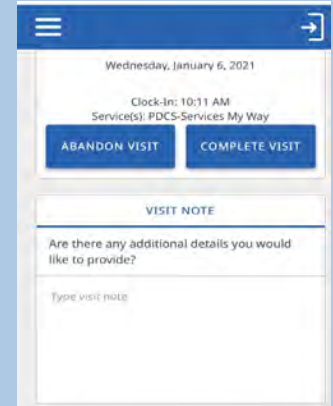 Wednesday, January 6, 2021
Clock-In: 10:11 AM
Service(s): PDCS-Services My Way
ABANDON VISIT
COMPLETE VISIT
VISIT NOTE
Are there any additional details you would
like to provide?
Type visit note